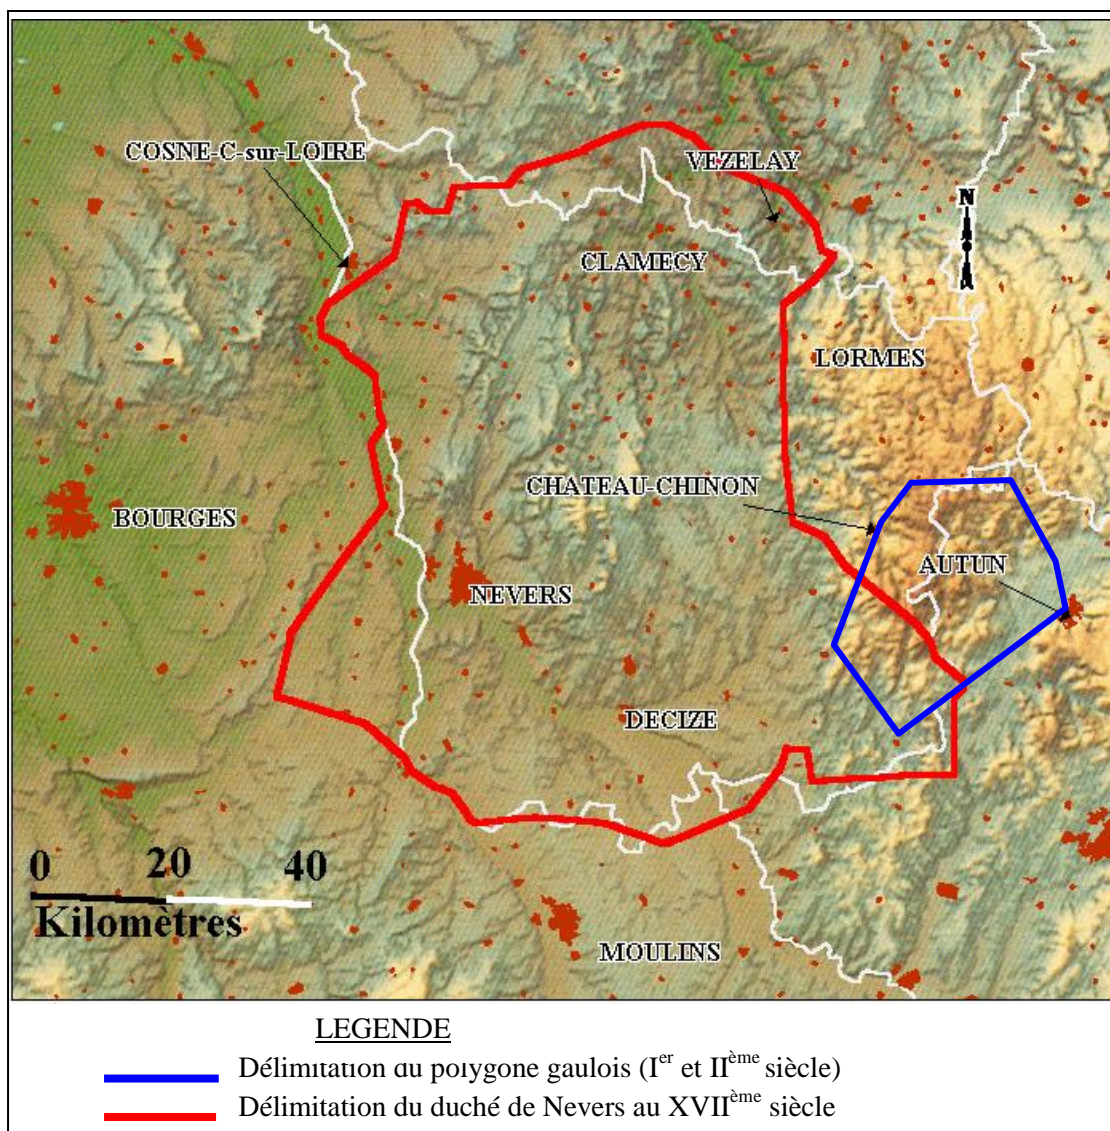 COSNE-C-sur-LOIRE
VEZELAY
N
CLAMECY
LORMES
CHATEAU-CHINON
BOURGES
AUTUN
NEVERS
DECIZE
0 20 40
Kilomètres
MOULINS
LEGENDE
Délimitation du polygone gaulois (Ier et IIème siècle)
Délimitation du duché de Nevers au XVIIème siècle